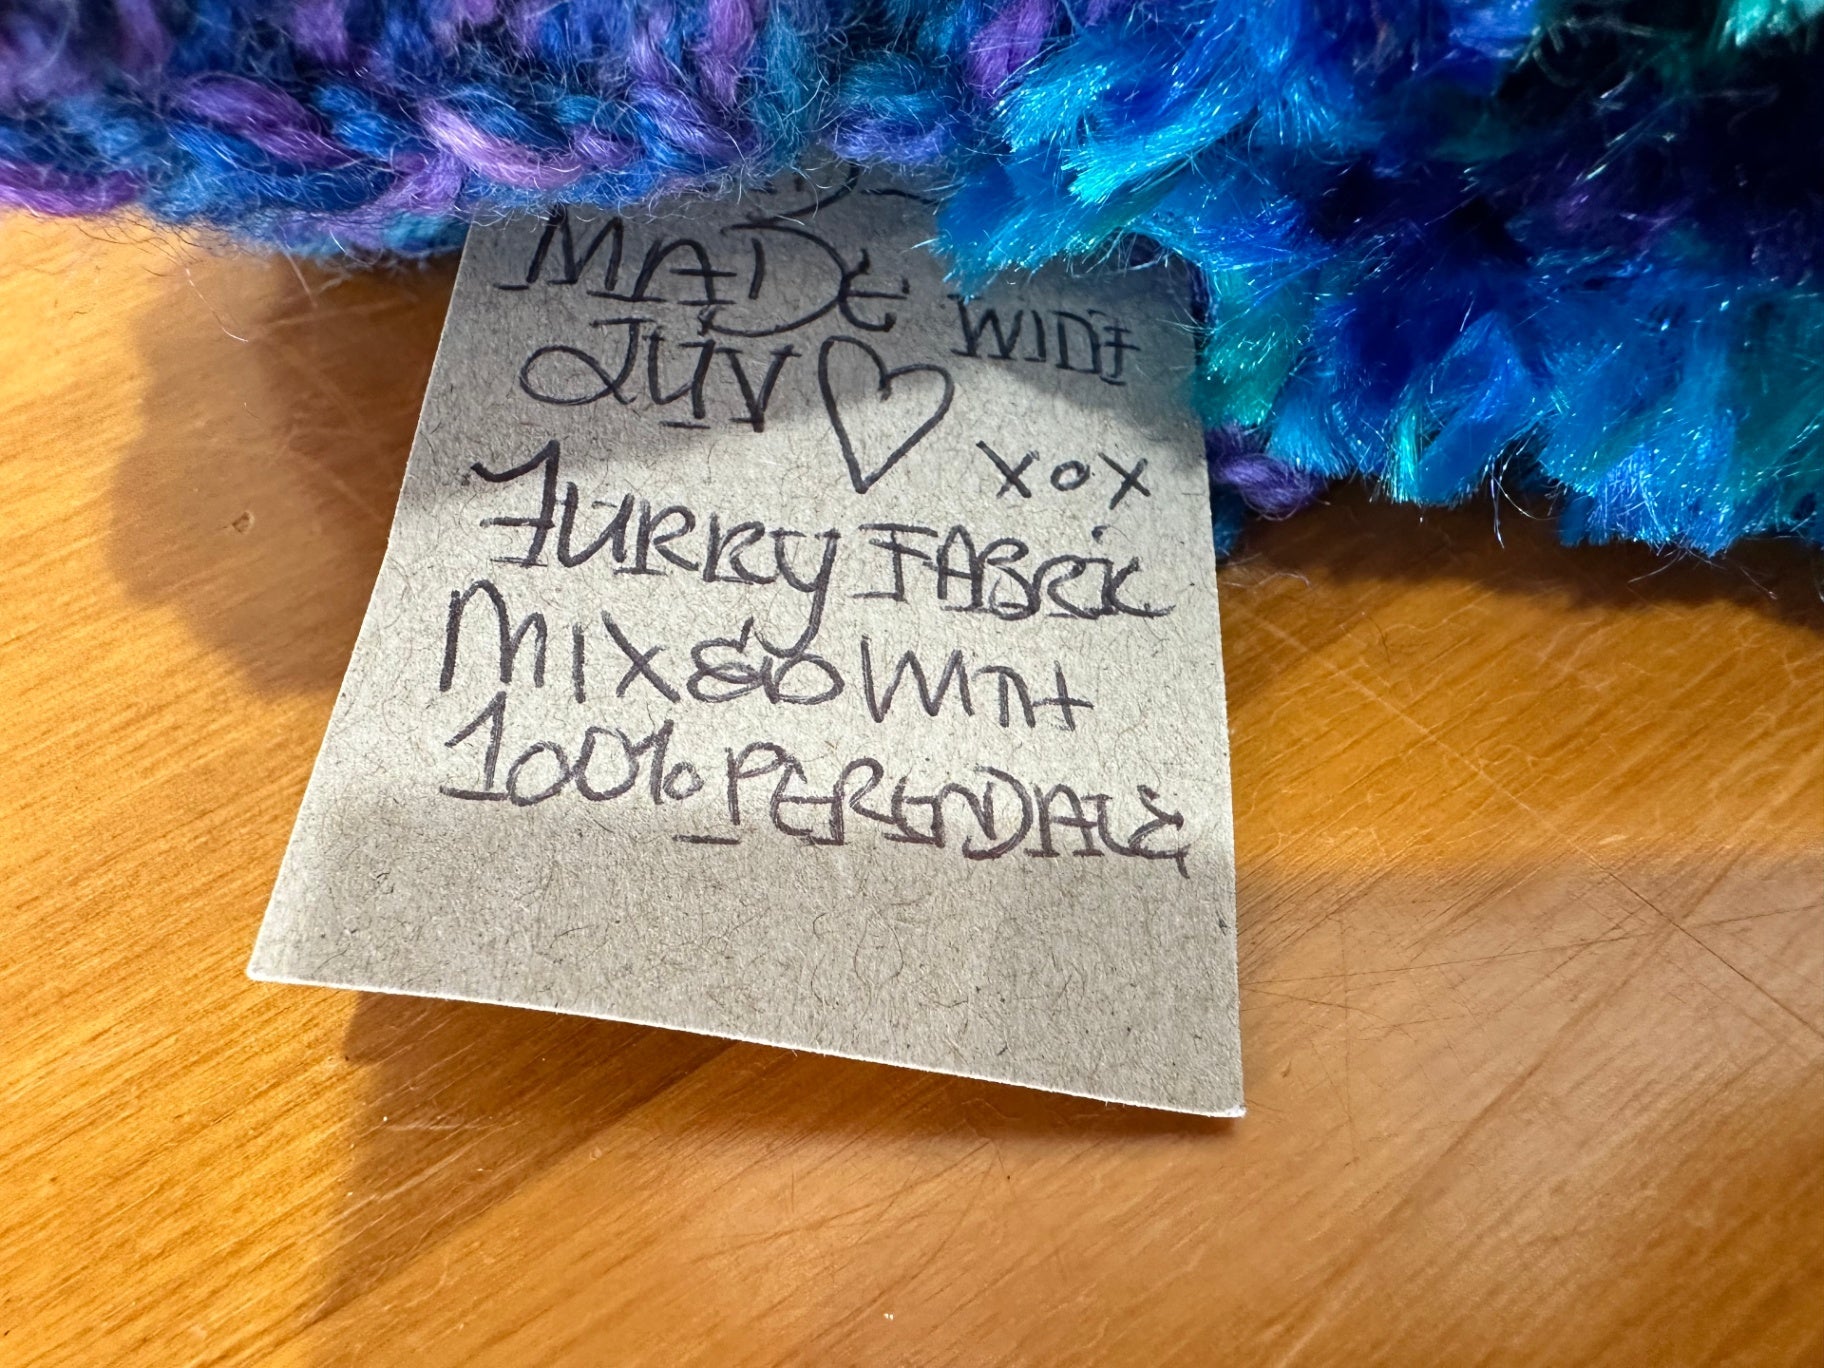 MADE WITH
LUV ♡ XOX
FURRY FABRIC
MIXED WITH
100% PERENDALE